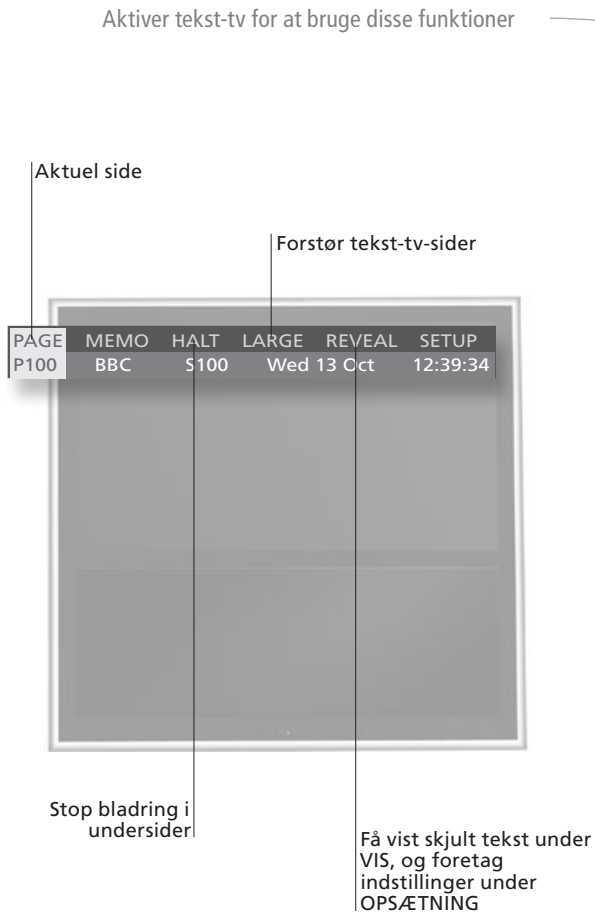 Aktiver tekst-tv for at bruge disse funktioner
Aktuel side
Forstør tekst-tv-sider
PAGE MEMO HALT LARGE REVEAL SETUP
P100 BBC S100 Wed 13 Oct 12:39:34
Stop bladring i
undersider
Få vist skjult tekst under
VIS, og foretag
indstillinger under
OPSÆTNING